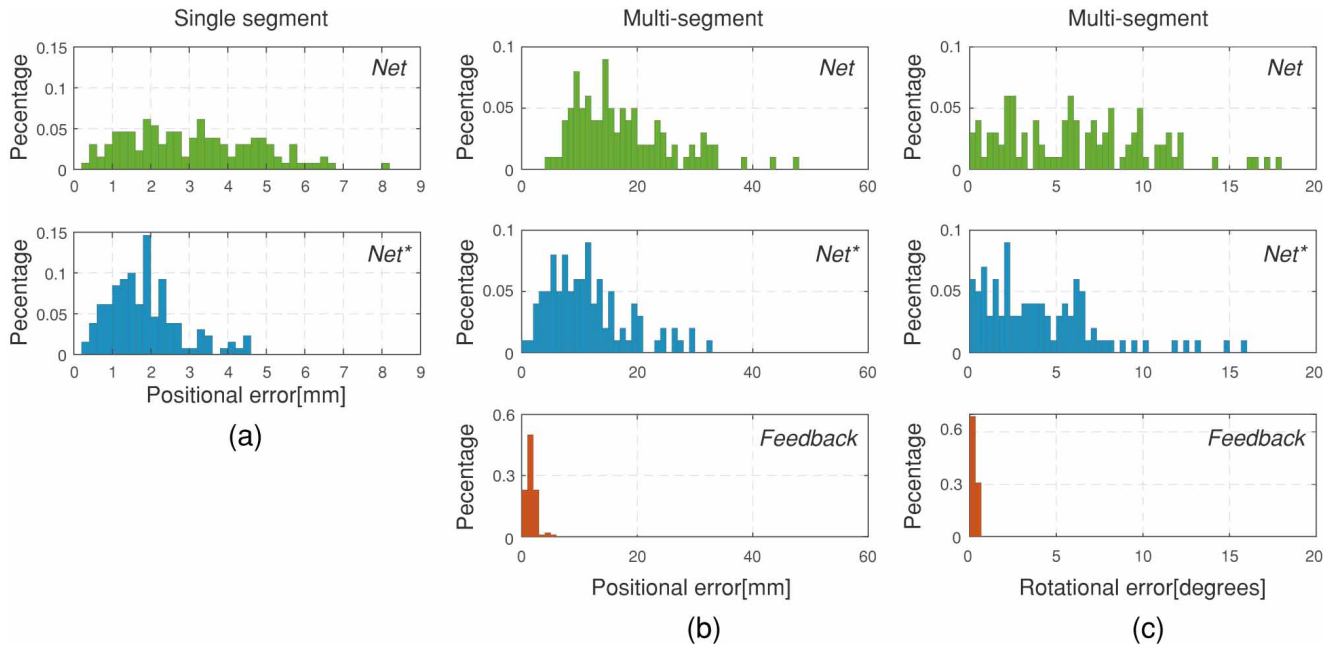 Single segment
Multi-segment
Multi-segment
Pecentage
0.15
0.1
0.05
0
Net
0 1 2 3 4 5 6 7 8 9
Pecentage
0.1
0.05
0
Net
0 20 40 60
Pecentage
0.1
0.05
0
Net
0 5 10 15 20
Pecentage
0.15
0.1
0.05
0
Net*
0 1 2 3 4 5 6 7 8 9
Positional error[mm]
(a)
Pecentage
0.1
0.05
0
Net*
0 20 40 60
Pecentage
0.1
0.05
0
Net*
0 5 10 15 20
Pecentage
0.6
0.3
0
Feedback
0 20 40 60
Positional error[mm]
(b)
Pecentage
0.6
0.3
0
Feedback
0 5 10 15 20
Rotational error[degrees]
(c)